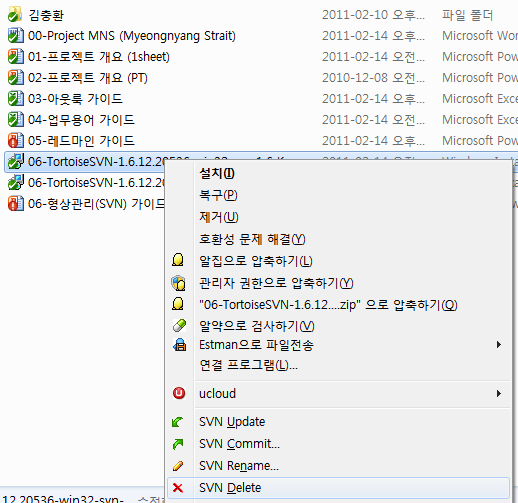 김충환 2011-02-10 오후... 파일 폴더
00-Project MNS (Myeongnyang Strait) 2011-02-14 오후... Microsoft Wor
01-프로젝트 개요 (1sheet) 2011-02-14 오전... Microsoft Pow
02-프로젝트 개요 (PT) 2010-12-08 오전... Microsoft Pow
03-아웃룩 가이드 2011-02-14 오후... Microsoft Exce
04-업무용어 가이드 2011-02-14 오전... Microsoft Exce
05-레드마인 가이드 2011-02-14 오후... Microsoft Pow
06-TortoiseSVN-1.6.12.20536-win32-svn-1.6
06-TortoiseSVN-1.6.12.20
06-형상관리(SVN) 가이드
설치(I)
복구(P)
제거(U)
호환성 문제 해결(Y)
알집으로 압축하기(L)
관리자 권한으로 압축하기(Y)
"06-TortoiseSVN-1.6.12....zip" 으로 압축하기(Q)
알약으로 검사하기(V)
Estman으로 파일전송
연결 프로그램(L)...
ucloud
SVN Update
SVN Commit...
SVN Rename...
SVN Delete
12.20536-win32-svn-